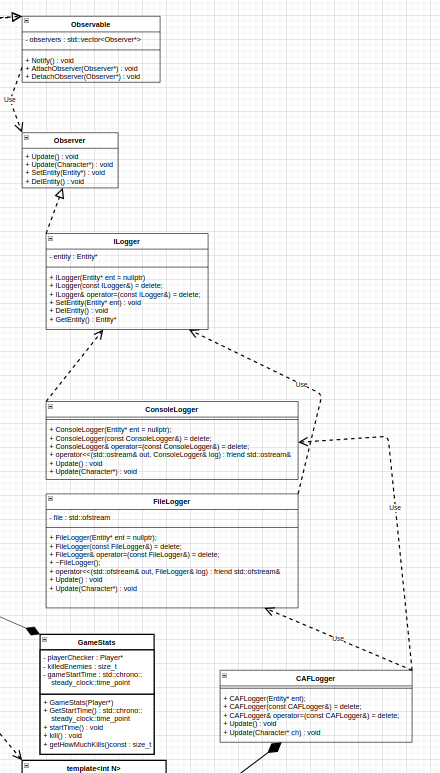 Observable
- observers : std::vector<Observer*>
+ Notify() : void
+ AttachObserver(Observer*) : void
+ DetachObserver(Observer*) : void
Use
Observer
+ Update() : void
+ Update(Character*) : void
+ SetEntity(Entity*) : void
+ DelEntity() : void
ILogger
- entity : Entity*
+ ILogger(Entity* ent = nullptr)
+ ILogger(const ILogger&) = delete;
+ ILogger& operator=(const ILogger&) = delete;
+ SetEntity(Entity* ent) : void
+ DelEntity() : void
+ GetEntity() : Entity*
Use
ConsoleLogger
+ ConsoleLogger(Entity* ent = nullptr);
+ ConsoleLogger(const ConsoleLogger&) = delete;
+ ConsoleLogger& operator=(const ConsoleLogger&) = delete;
+ operator<<(std::ostream& out, ConsoleLogger& log) : friend std::ostream&
+ Update() : void
+ Update(Character*) : void
FileLogger
- file : std::ofstream
+ FileLogger(Entity* ent = nullptr);
+ FileLogger(const FileLogger&) = delete;
+ FileLogger& operator=(const FileLogger&) = delete;
+ ~FileLogger();
+ operator<<(std::ostream& out, FileLogger& log) : friend std::ostream&
+ Update() : void
+ Update(Character*) : void
Use
Use
GameStats
- playerChecker : Player*
- killedEnemies : size_t
- gameStartTime : std::chrono::
steady_clock::time_point
+ GameStats(Player*)
+ GetStartTime() : std::chrono::
steady_clock::time_point
+ startTime() : void
+ kill() : void
+ getHowMuchKills()const : size_t
CAFLogger
+ CAFLogger(Entity* ent);
+ CAFLogger(const CAFLogger&) = delete;
+ CAFLogger& operator=(const CAFLogger&) = delete;
+ Update() : void
+ Update(Character* ch) : void
template<int N>